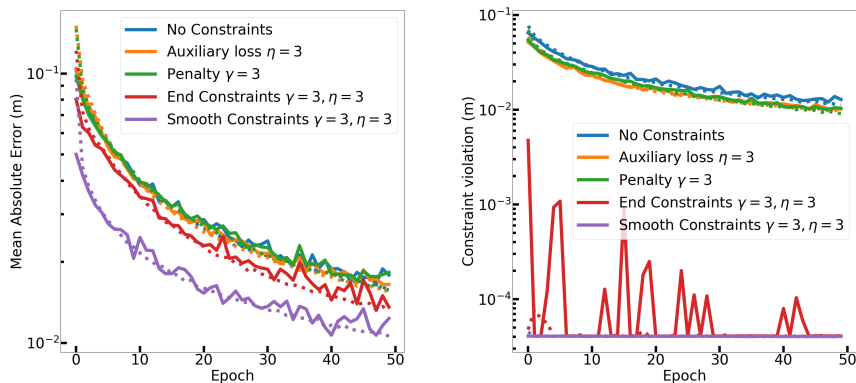 10⁻¹
10⁻²
Mean Absolute Error (m)
No Constraints
Auxiliary loss η = 3
Penalty γ = 3
End Constraints γ = 3, η = 3
Smooth Constraints γ = 3, η = 3
0 10 20 30 40 50
Epoch
10⁻¹
10⁻²
10⁻³
10⁻⁴
Constraint violation (m)
No Constraints
Auxiliary loss η = 3
Penalty γ = 3
End Constraints γ = 3, η = 3
Smooth Constraints γ = 3, η = 3
0 10 20 30 40 50
Epoch